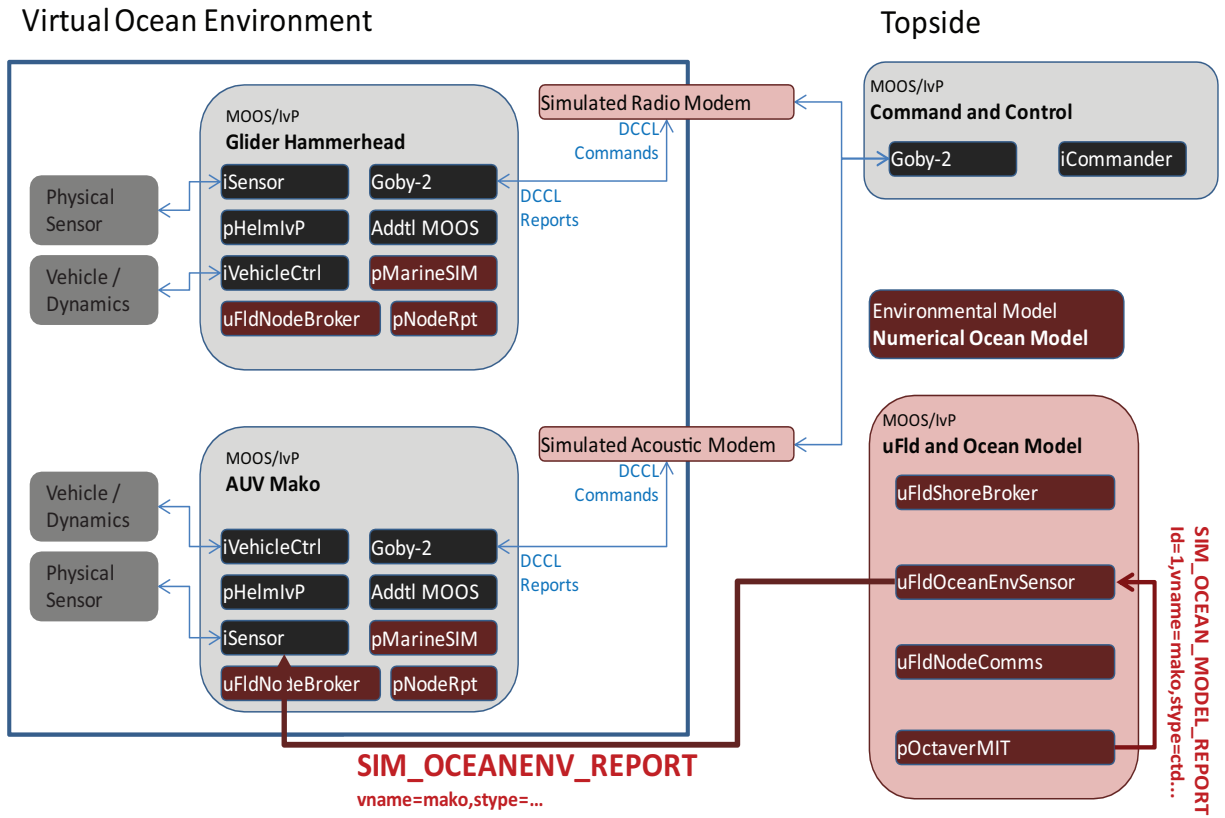 Virtual Ocean Environment
Topside
MOOS/IvP
Glider Hammerhead
iSensor
Goby-2
pHelmIvP
Addtl MOOS
iVehicleCtrl
pMarineSIM
uFldNodeBroker
pNodeRpt
Physical
Sensor
Vehicle /
Dynamics
Simulated Radio Modem
DCCL
Commands
DCCL
Reports
MOOS/IvP
Command and Control
Goby-2
iCommander
Environmental Model
Numerical Ocean Model
MOOS/IvP
AUV Mako
iVehicleCtrl
Goby-2
pHelmIvP
Addtl MOOS
iSensor
pMarineSIM
uFldNodeBroker
pNodeRpt
Vehicle /
Dynamics
Physical
Sensor
Simulated Acoustic Modem
DCCL
Commands
DCCL
Reports
MOOS/IvP
uFld and Ocean Model
uFldShoreBroker
uFldOceanEnvSensor
uFldNodeComms
pOctaverMIT
SIM_OCEAN_MODEL_REPORT
Id=1,vname=mako,stype=ctd...
SIM_OCEANENV_REPORT
vname=mako,stype=...